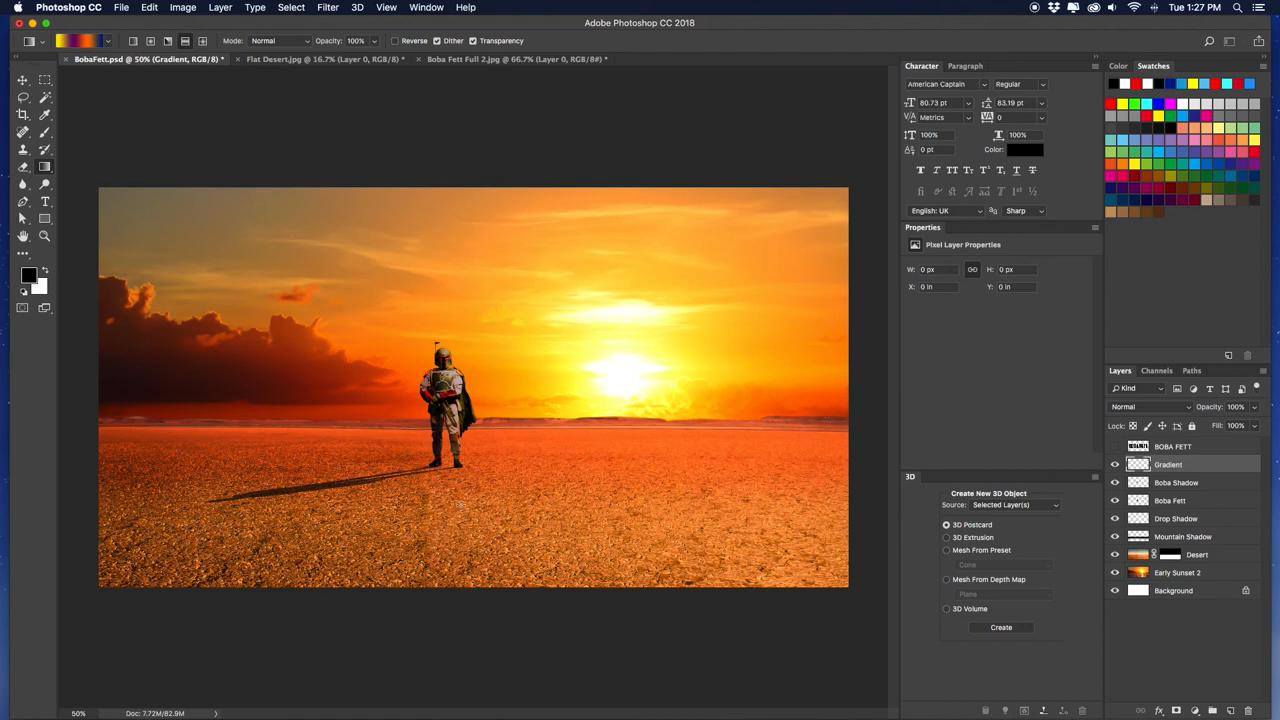 Photoshop File Edit Image Layer Type Select Filter 3D View Window Help
Tue 1:27 PM
Adobe Photoshop CC 2018
Mode: Normal Opacity: 100% Reverse Dither Transparency
BobaFett.psd @ 50% (Gradient, RGB/8) * Flat Desert.jpg @ 16.7% (Layer 0, RGB/8) * Boba Fett Full 2.jpg @ 66.7% (Layer 0, RGB/8#) *
Character Paragraph
American Captain Regular
80.73 pt 83.19 pt
Metrics 0
100% 100%
0 pt Color:
English: UK Sharp
Properties
Pixel Layer Properties
W: 0 px H: 0 px
X: 0 in Y: 0 in
3D
Create New 3D Object
Source: Selected Layer(s)
3D Postcard
3D Extrusion
Mesh From Preset
Cone
Mesh From Depth Map
Plane
3D Volume
Create
Color Swatches
Layers Channels Paths
Kind
Normal Opacity: 100%
Lock: Fill: 100%
BOBA FETT
Gradient
Boba Shadow
Boba Fett
Drop Shadow
Mountain Shadow
Desert
Early Sunset 2
Background
50% Doc: 7.72M/82.9M